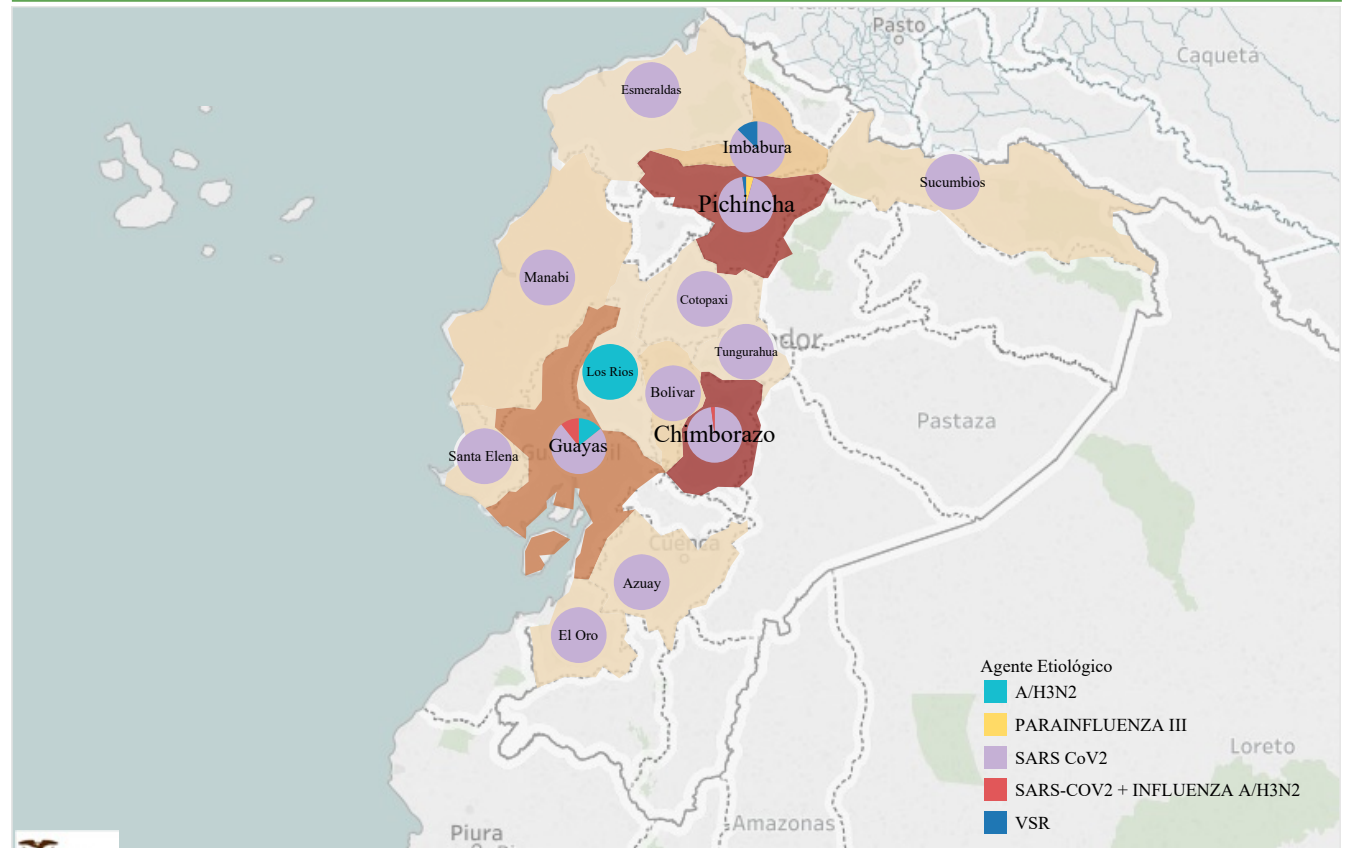 Pasto
Caquetá
Esmeraldas
Imbabura
Sucumbios
Pichincha
Manabi
Cotopaxi
Tungurahua
dor
Los Rios
Bolivar
Pastaza
Chimborazo
Guayas
Santa Elena
Cuenca
Azuay
El Oro
Agente Etiológico
A/H3N2
PARAINFLUENZA III
SARS CoV2
Loreto
SARS-COV2 + INFLUENZA A/H3N2
VSR
Amazonas
Piura